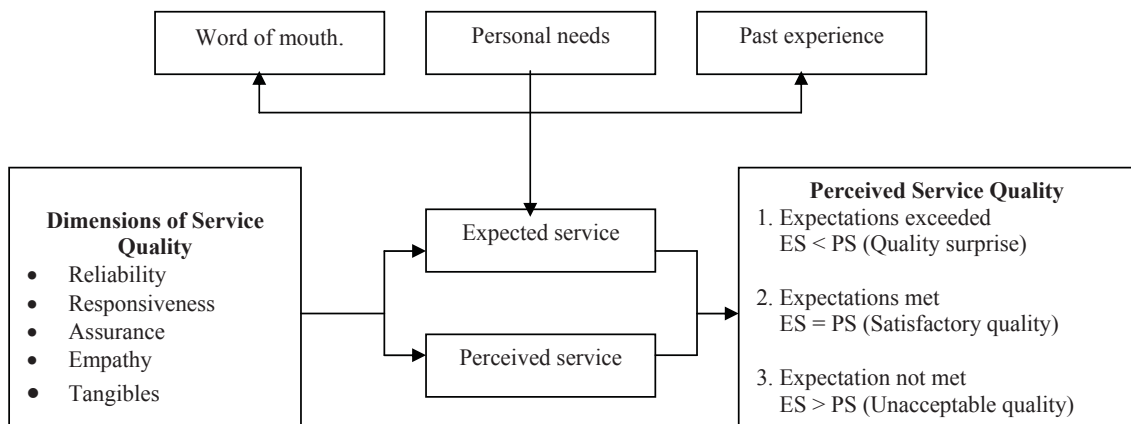 Word of mouth.
Personal needs
Past experience
Dimensions of Service
Quality
• Reliability
• Responsiveness
• Assurance
• Empathy
• Tangibles
Expected service
Perceived service
Perceived Service Quality
1. Expectations exceeded
ES < PS (Quality surprise)
2. Expectations met
ES = PS (Satisfactory quality)
3. Expectation not met
ES > PS (Unacceptable quality)